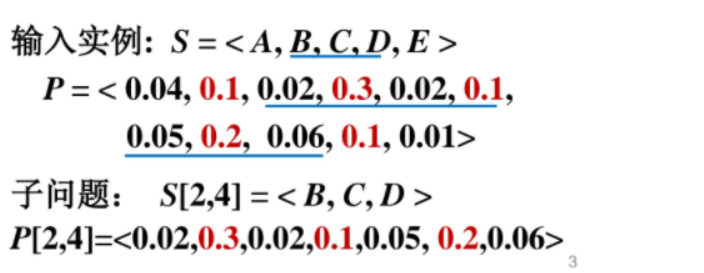 输入实例: S = < A, B, C, D, E >
P = < 0.04, 0.1, 0.02, 0.3, 0.02, 0.1,
0.05, 0.2, 0.06, 0.1, 0.01>
子问题： S[2,4] = < B, C, D >
P[2,4]=<0.02,0.3,0.02,0.1,0.05, 0.2,0.06>
3